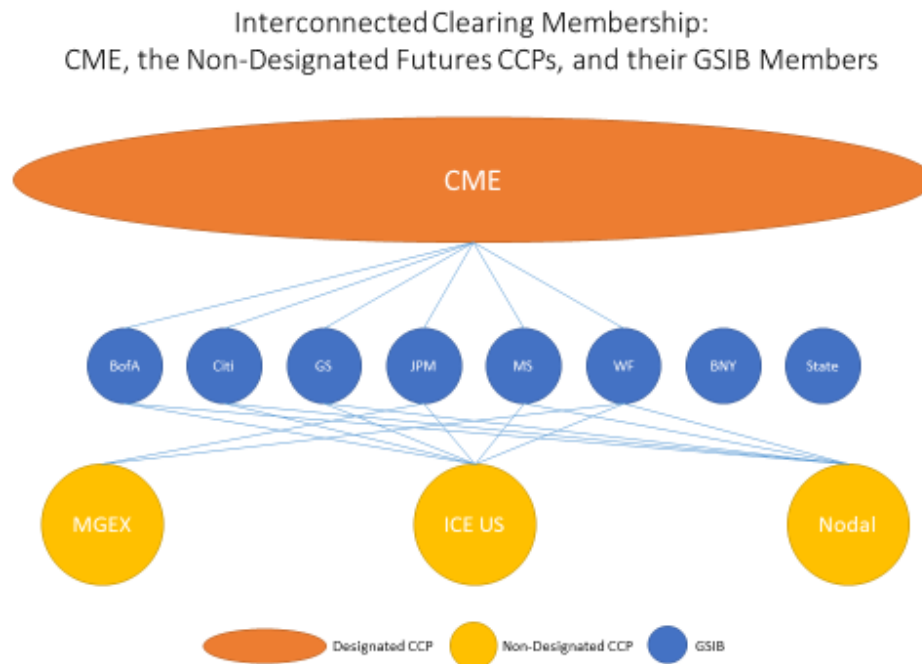 Interconnected Clearing Membership:
CME, the Non-Designated Futures CCPs, and their GSIB Members
CME
BofA
Citi
GS
JPM
MS
WF
BNY
State
MGEX
ICE US
Nodal
Designated CCP
Non-Designated CCP
GSIB